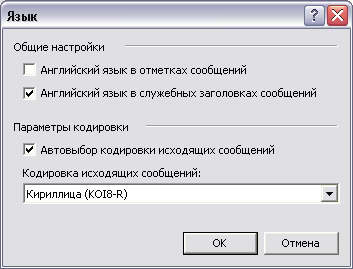 Язык
Общие настройки
Английский язык в отметках сообщений
Английский язык в служебных заголовках сообщений
Параметры кодировки
Автовыбор кодировки исходящих сообщений
Кодировка исходящих сообщений:
Кириллица (KOI8-R)
ОК Отмена